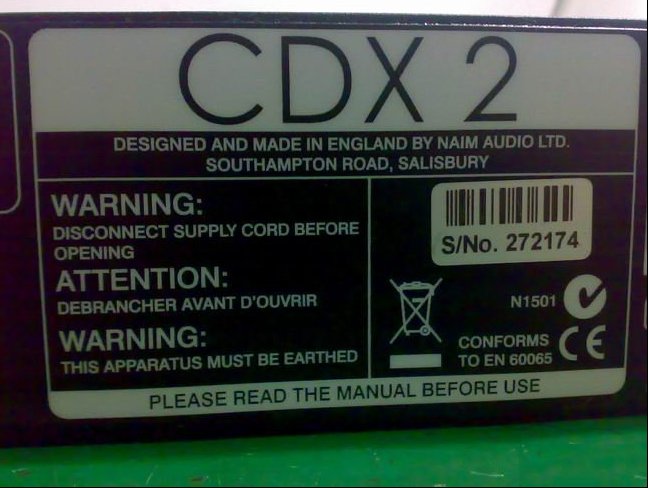 CDX 2
DESIGNED AND MADE IN ENGLAND BY NAIM AUDIO LTD.
SOUTHAMPTON ROAD, SALISBURY
WARNING:
DISCONNECT SUPPLY CORD BEFORE
OPENING
ATTENTION:
DEBRANCHER AVANT D'OUVRIR
WARNING:
THIS APPARATUS MUST BE EARTHED
S/No. 272174
N1501
CONFORMS
TO EN 60065
CE
PLEASE READ THE MANUAL BEFORE USE